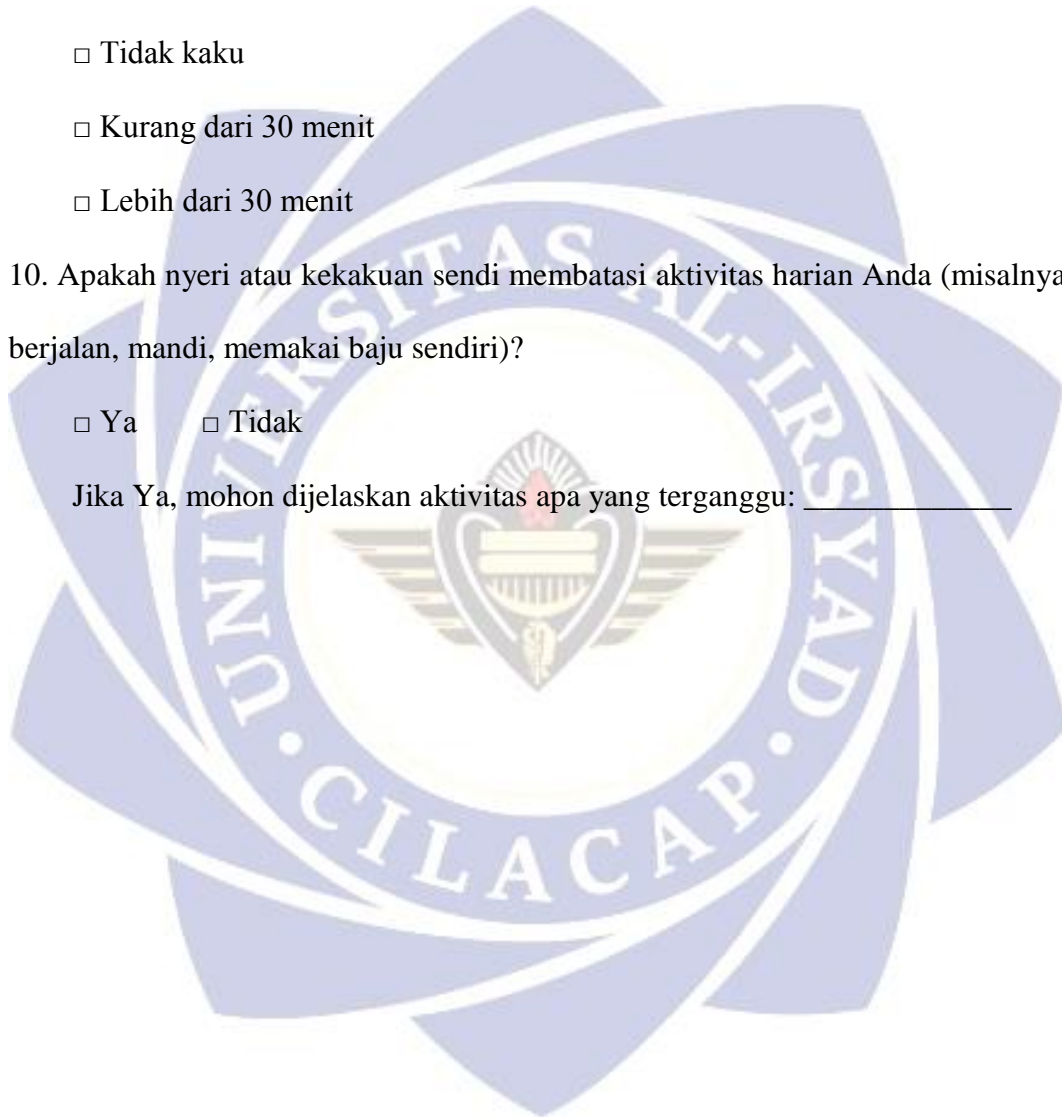 □ Tidak kaku
□ Kurang dari 30 menit
□ Lebih dari 30 menit
10. Apakah nyeri atau kekakuan sendi membatasi aktivitas harian Anda (misalnya
berjalan, mandi, memakai baju sendiri)?
□ Ya □ Tidak
Jika Ya, mohon dijelaskan aktivitas apa yang terganggu: _____________
UNIVERSITAS AL-IRSYAD
• CILACAP •